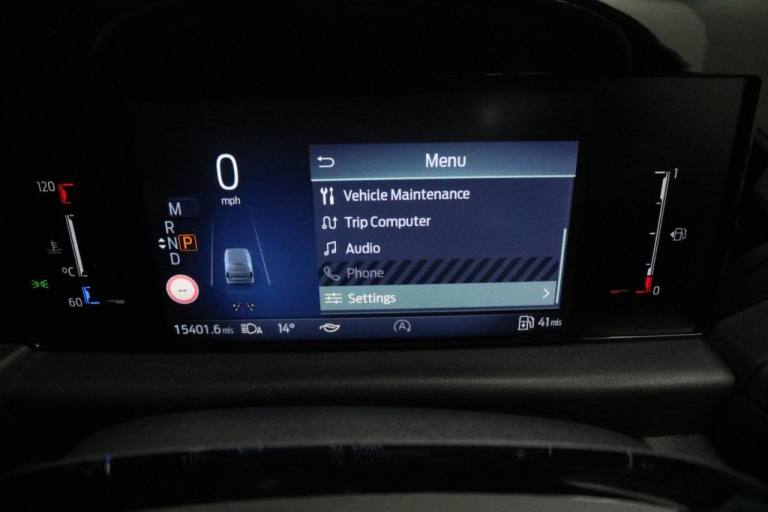 Menu
0
mph
Vehicle Maintenance
Trip Computer
Audio
Phone
Settings
M
R
N
D
P
--
120
°C
60
1
0
15401.6 mls
A
14°
A
41 mls